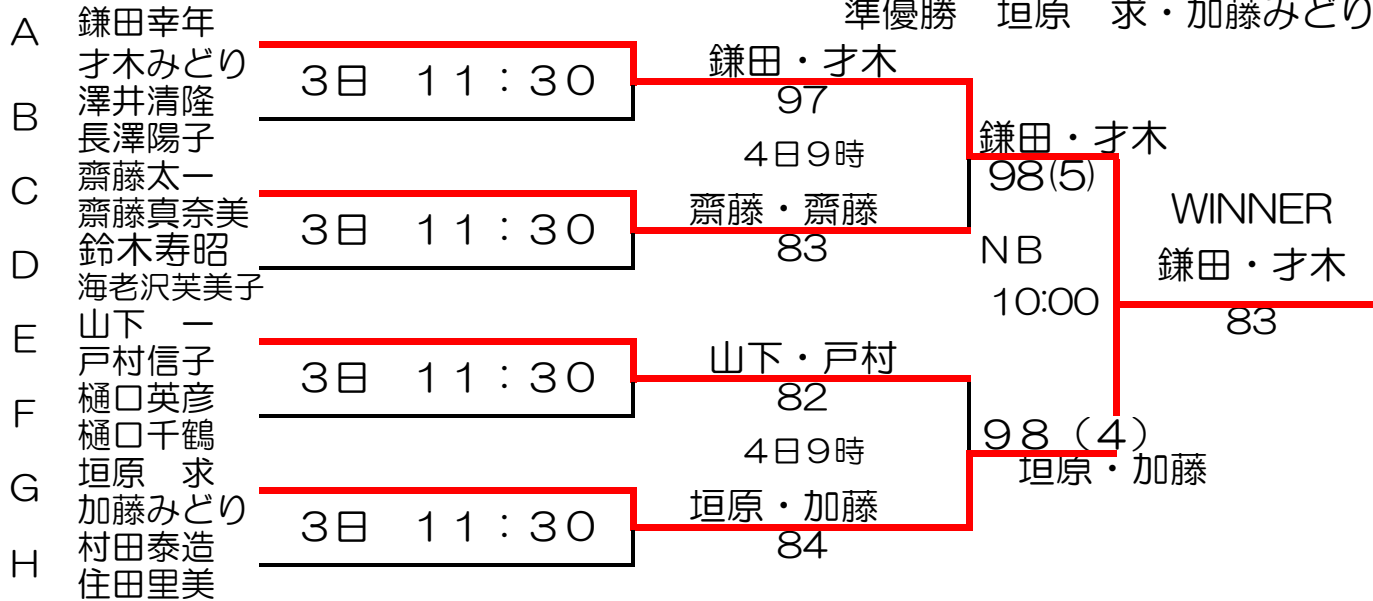 準優勝　垣原　求・加藤みどり
A
鎌田幸年
才木みどり
3日　11：30
B
澤井清隆
長澤陽子
C
齋藤太一
齋藤真奈美
3日　11：30
D
鈴木寿昭
海老沢芙美子
E
山下　一
戸村信子
3日　11：30
F
樋口英彦
樋口千鶴
G
垣原　求
加藤みどり
3日　11：30
H
村田泰造
住田里美
鎌田・才木
97
4日9時
齋藤・齋藤
83
山下・戸村
82
4日9時
垣原・加藤
84
鎌田・才木
98(5)
NB
10:00
98（4）
垣原・加藤
WINNER
鎌田・才木
83